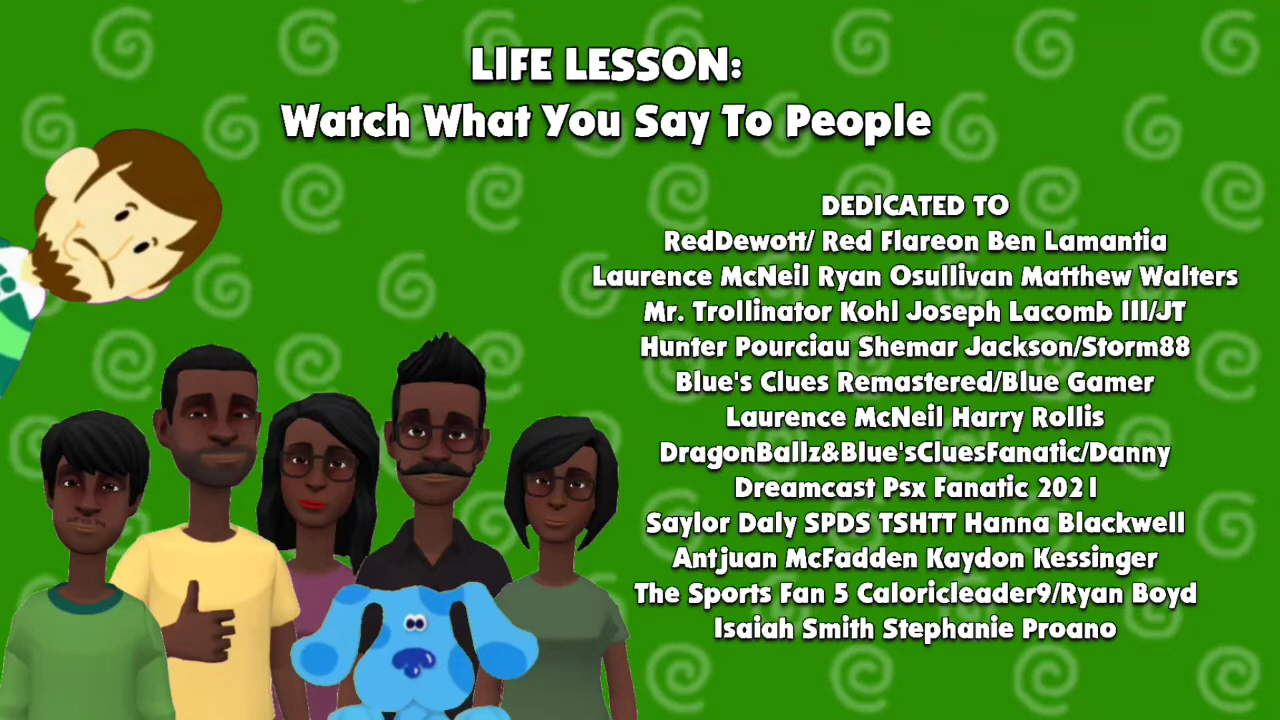 LIFE LESSON:
Watch What You Say To People
DEDICATED TO
RedDewott/ Red Flareon Ben Lamantia
Laurence McNeil Ryan Osullivan Matthew Walters
Mr. Trollinator Kohl Joseph Lacomb lll/JT
Hunter Pourciau Shemar Jackson/Storm88
Blue's Clues Remastered/Blue Gamer
Laurence McNeil Harry Rollis
DragonBallz&Blue'sCluesFanatic/Danny
Dreamcast Psx Fanatic 2021
Saylor Daly SPDS TSHTT Hanna Blackwell
Antjuan McFadden Kaydon Kessinger
The Sports Fan 5 Caloricleader9/Ryan Boyd
Isaiah Smith Stephanie Proano